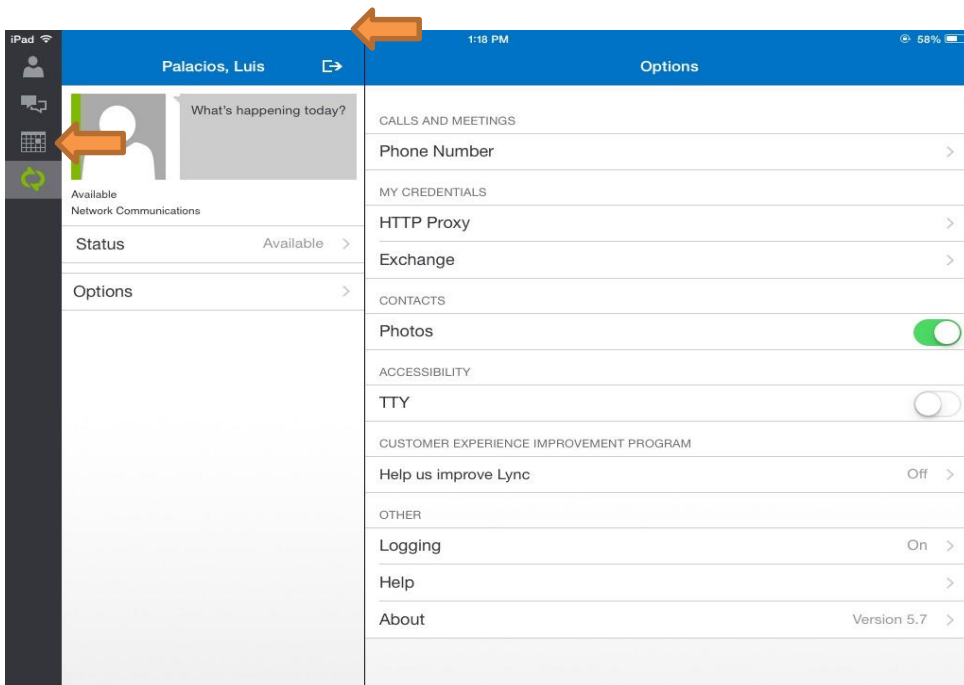 iPad 1:18 PM 58%
Palacios, Luis
Options
What's happening today?
Available
Network Communications
Status Available
Options
CALLS AND MEETINGS
Phone Number
MY CREDENTIALS
HTTP Proxy
Exchange
CONTACTS
Photos
ACCESSIBILITY
TTY
CUSTOMER EXPERIENCE IMPROVEMENT PROGRAM
Help us improve Lync Off
OTHER
Logging On
Help
About Version 5.7